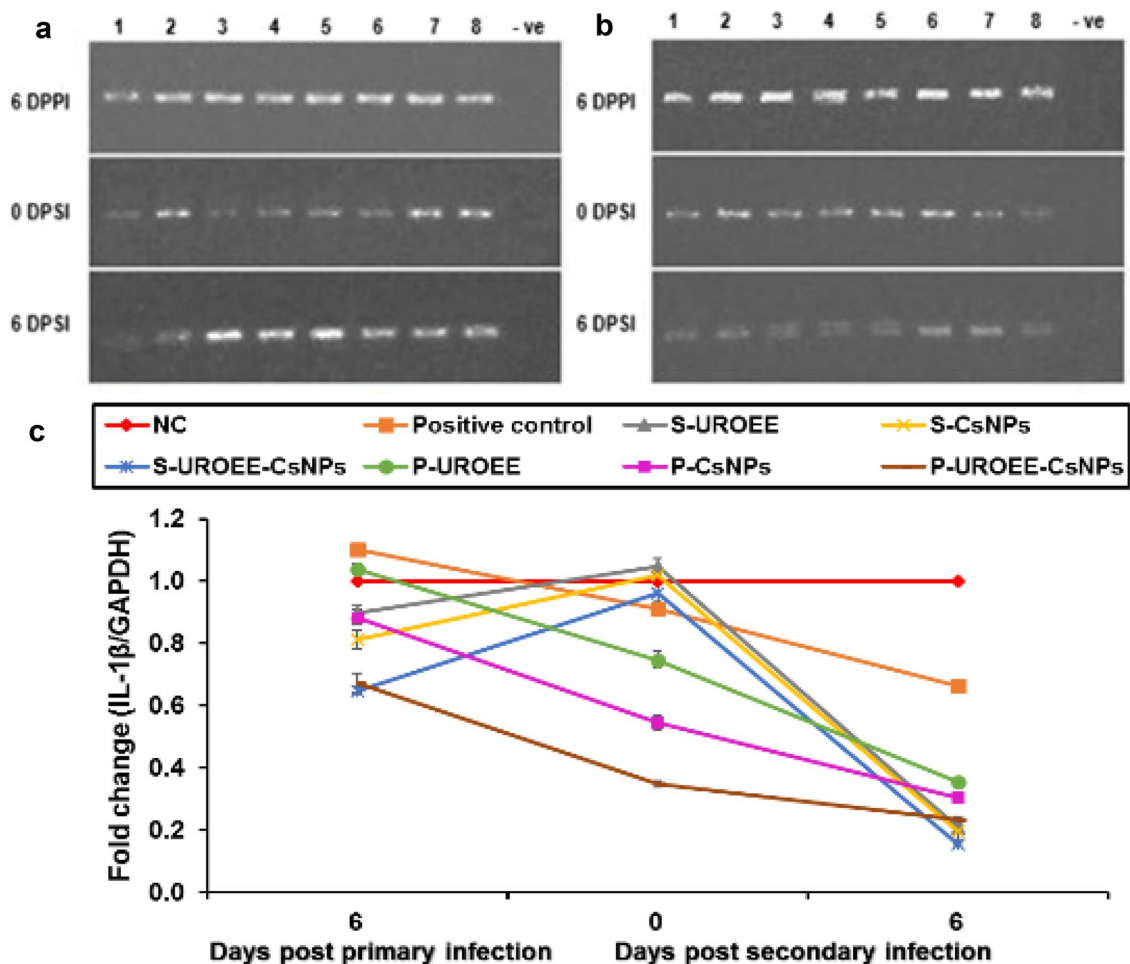 a 1 2 3 4 5 6 7 8 - ve
6 DPPI
0 DPSI
6 DPSI
b 1 2 3 4 5 6 7 8 - ve
6 DPPI
0 DPSI
6 DPSI
c
NC Positive control S-UROEE S-CsNPs
S-UROEE-CsNPs P-UROEE P-CsNPs P-UROEE-CsNPs
Fold change (IL-1β/GAPDH)
1.2
1.0
0.8
0.6
0.4
0.2
0.0
6 0 6
Days post primary infection Days post secondary infection